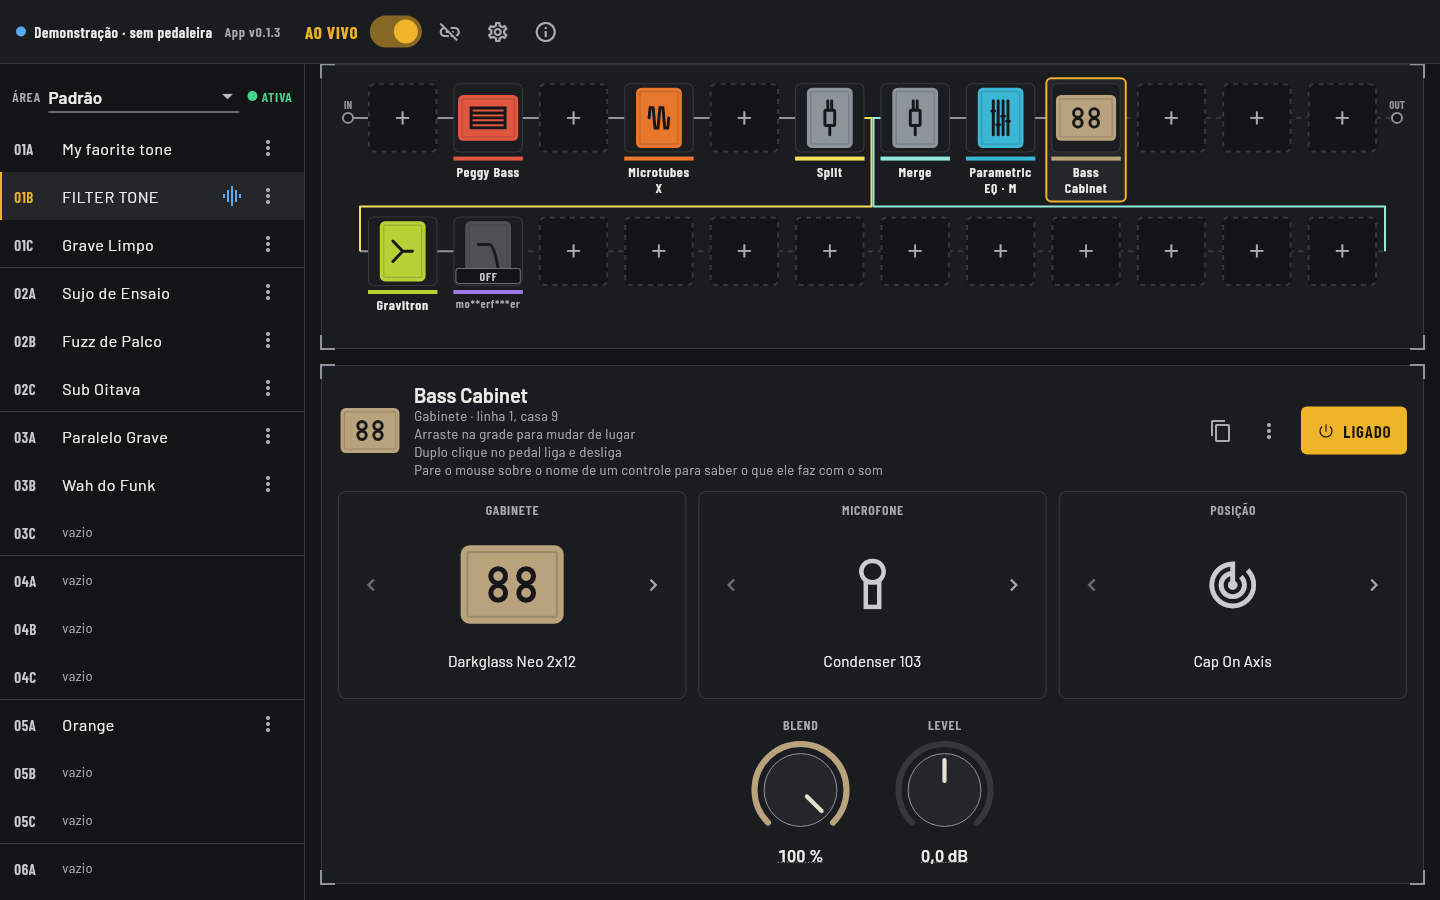 Demonstração · sem pedaleira App v0.1.3 AO VIVO
ÁREA Padrão ATIVA
01A My faorite tone
01B FILTER TONE
01C Grave Limpo
02A Sujo de Ensaio
02B Fuzz de Palco
02C Sub Oitava
03A Paralelo Grave
03B Wah do Funk
03C vazio
04A vazio
04B vazio
04C vazio
05A Orange
05B vazio
05C vazio
06A vazio
IN
OUT
88
Peggy Bass
Microtubes
X
Split
Merge
Parametric
EQ · M
Bass
Cabinet
OFF
Gravitron
mo**erf***er
Bass Cabinet
Gabinete · linha 1, casa 9
Arraste na grade para mudar de lugar
Duplo clique no pedal liga e desliga
Pare o mouse sobre o nome de um controle para saber o que ele faz com o som
88
LIGADO
GABINETE
88
Darkglass Neo 2x12
MICROFONE
Condenser 103
POSIÇÃO
Cap On Axis
BLEND
100 %
LEVEL
0,0 dB